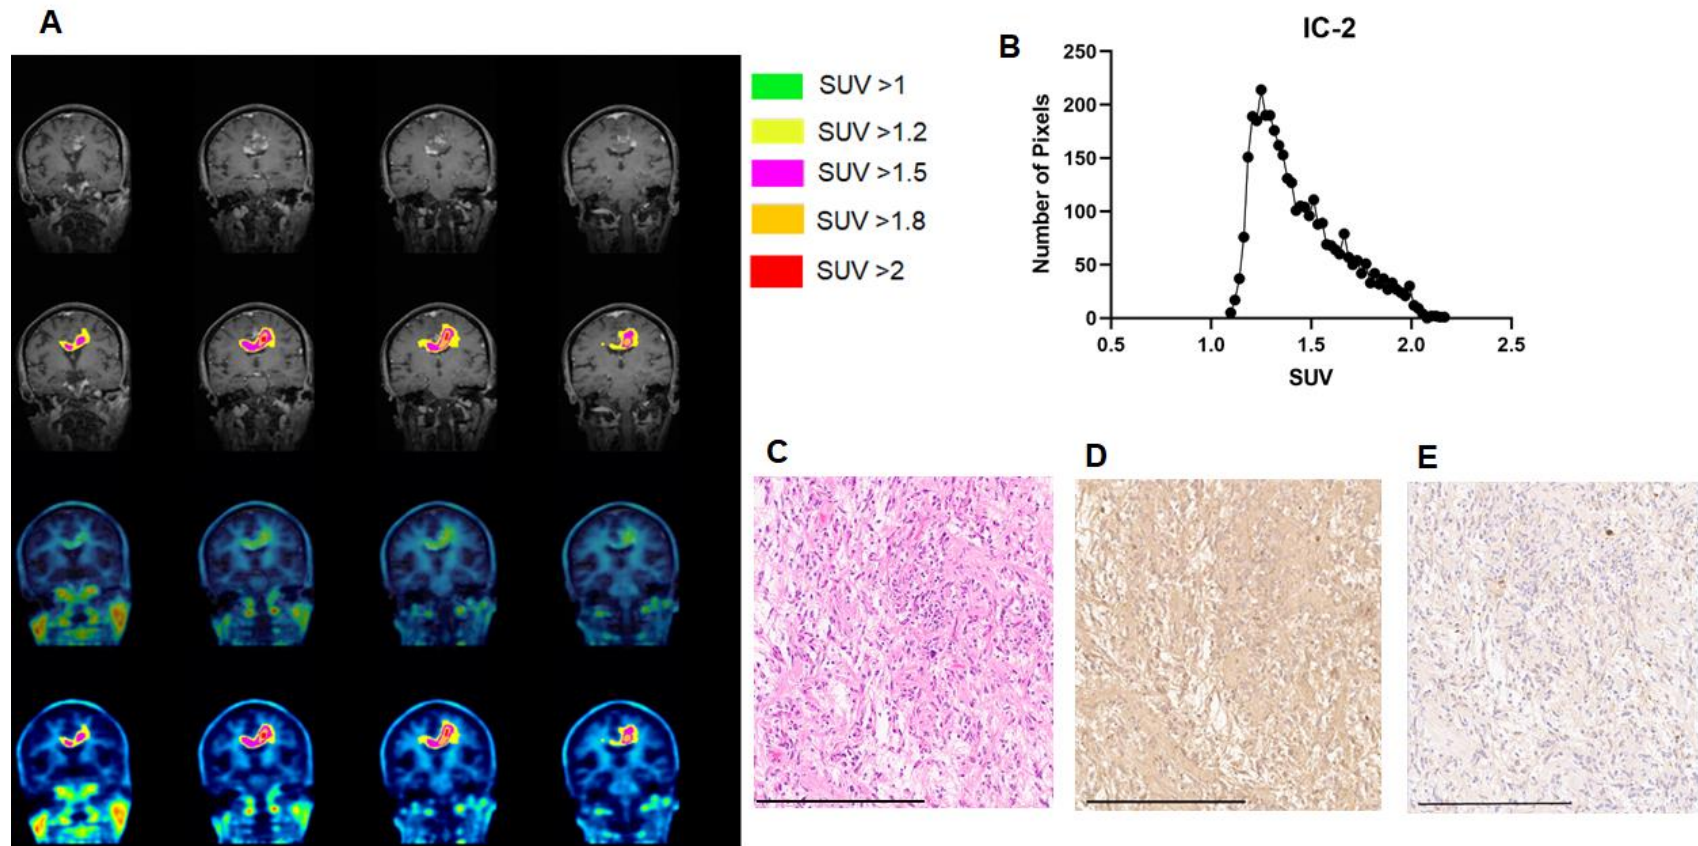 A
SUV >1
SUV >1.2
SUV >1.5
SUV >1.8
SUV >2
B
IC-2
Number of Pixels
250
200
150
100
50
0
0.5
1.0
1.5
2.0
2.5
SUV
C
D
E